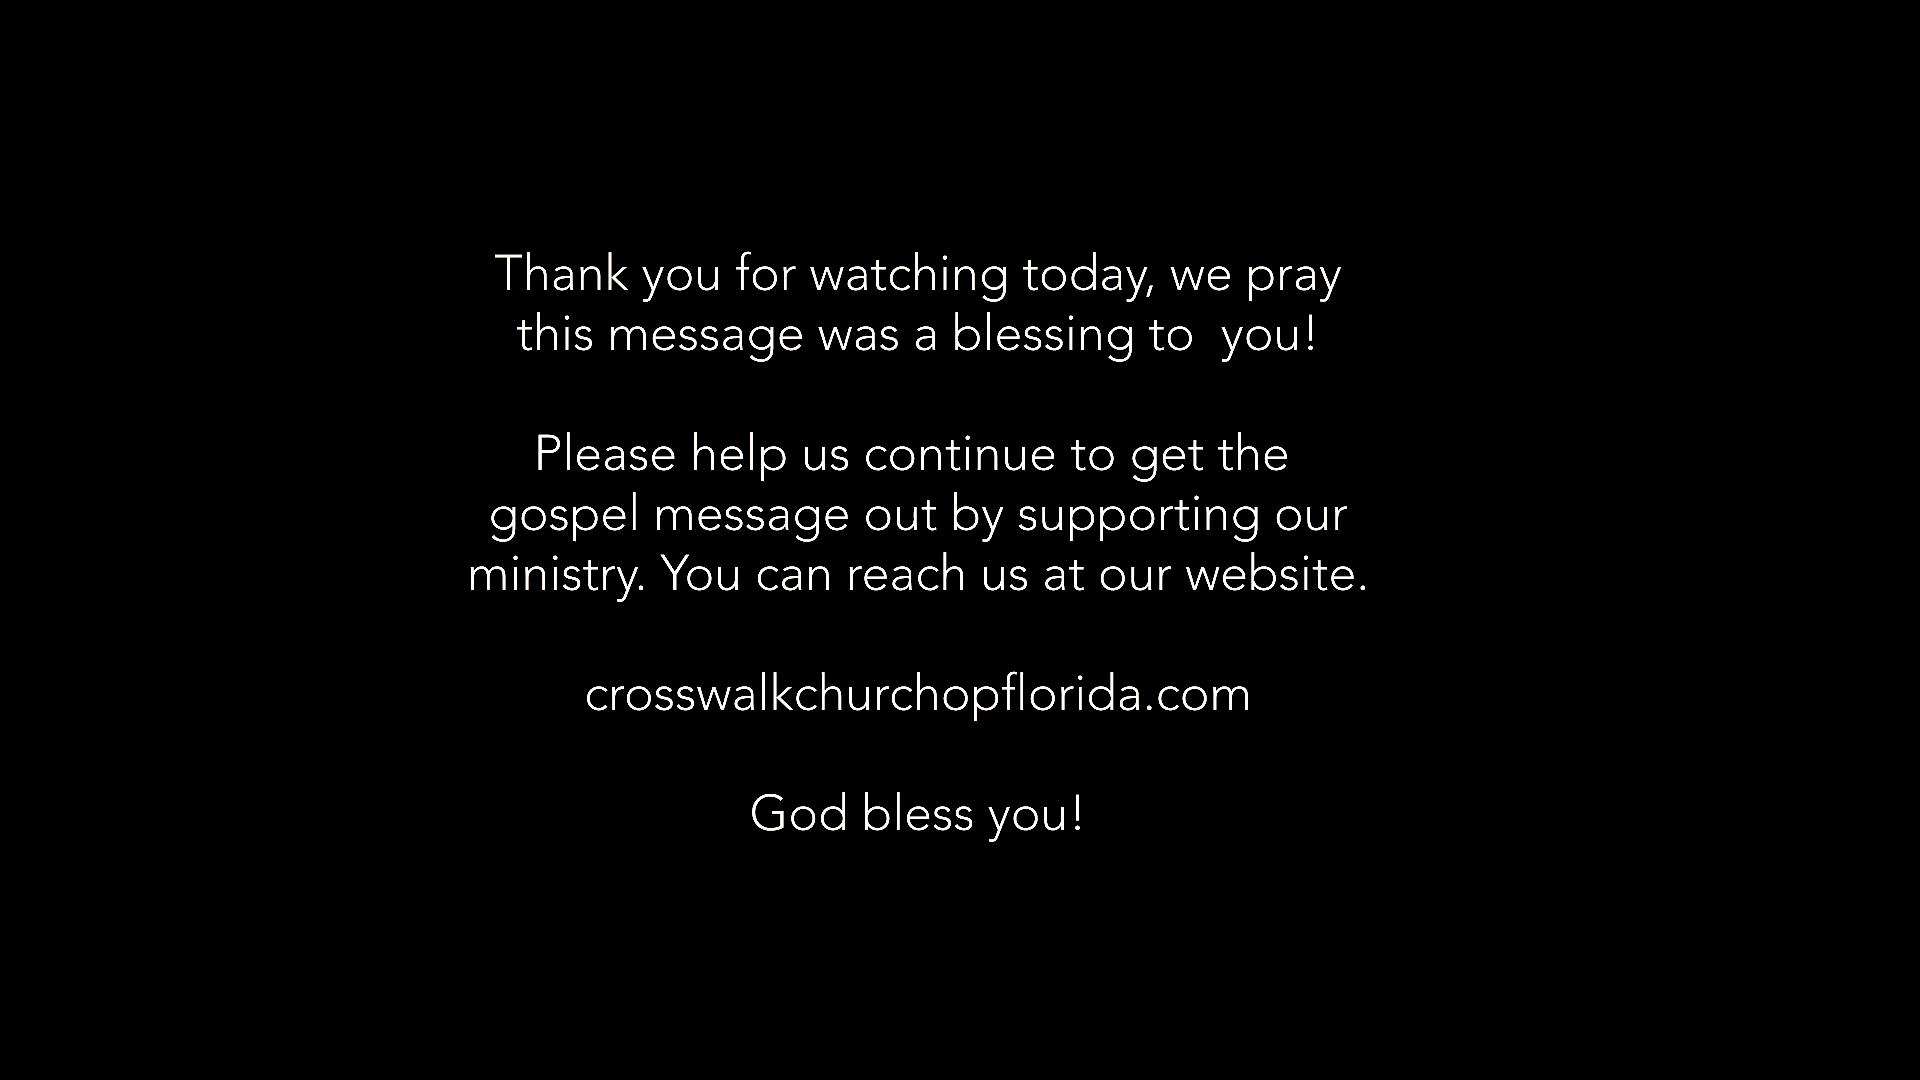 Thank you for watching today, we pray
this message was a blessing to  you!
Please help us continue to get the
gospel message out by supporting our
ministry. You can reach us at our website.
crosswalkchurchopflorida.com
God bless you!